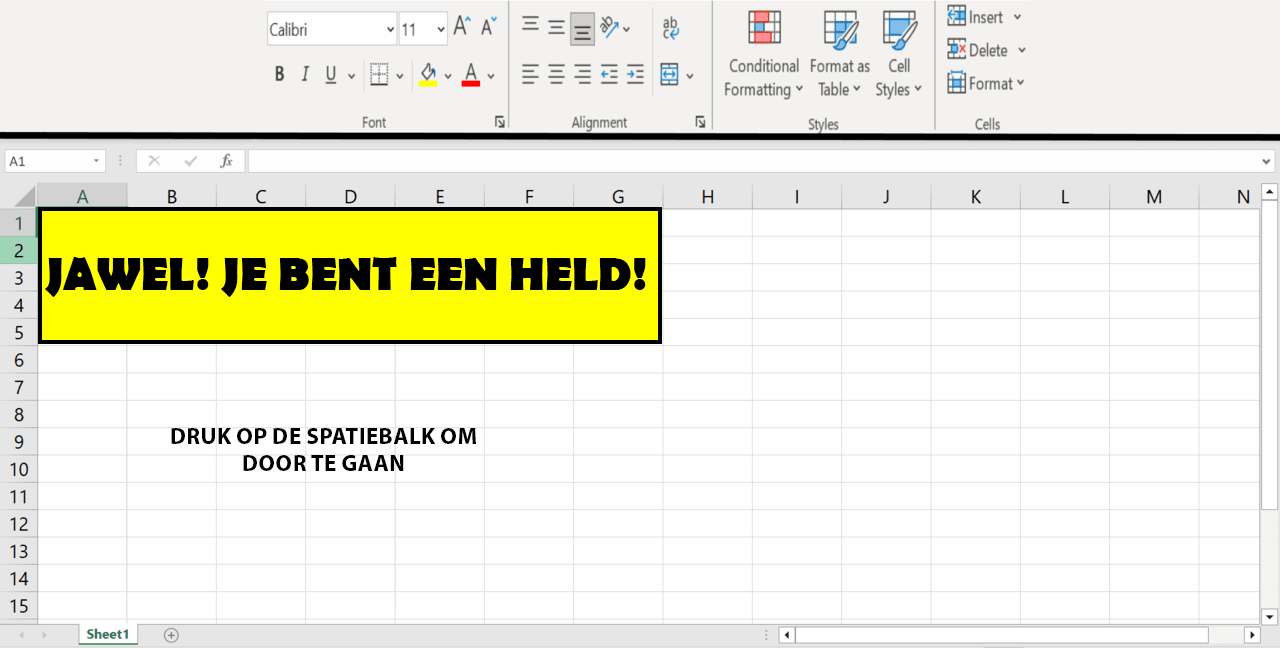 Calibri 11
B I U A
Font
ab
c
Alignment
Conditional Formatting
Format as Table
Cell Styles
Styles
Insert
Delete
Format
Cells
A1 fx
A B C D E F G H I J K L M N
1
2
3
4
5
6
7
8
9
10
11
12
13
14
15
JAWEL! JE BENT EEN HELD!
DRUK OP DE SPATIEBALK OM
DOOR TE GAAN
Sheet1